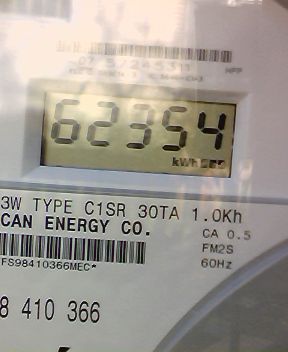 62354
kWh
3W TYPE C1SR 30TA 1.0Kh
CAN ENERGY CO.
CA 0.5
FM2S
60Hz
FS98410366MEC*
8 410 366